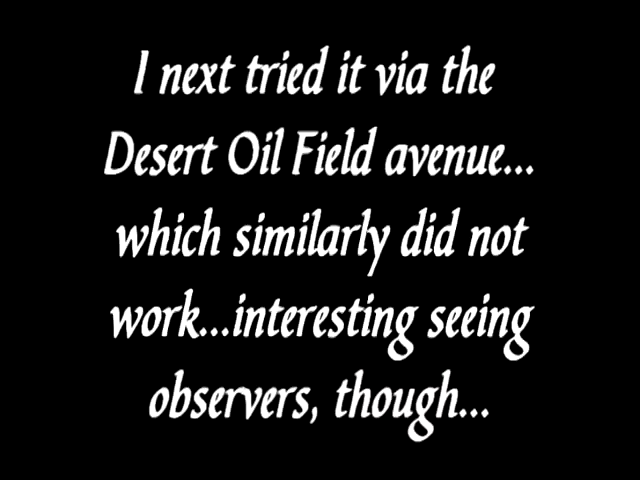 I next tried it via the
Desert Oil Field avenue...
which similarly did not
work...interesting seeing
observers, though...